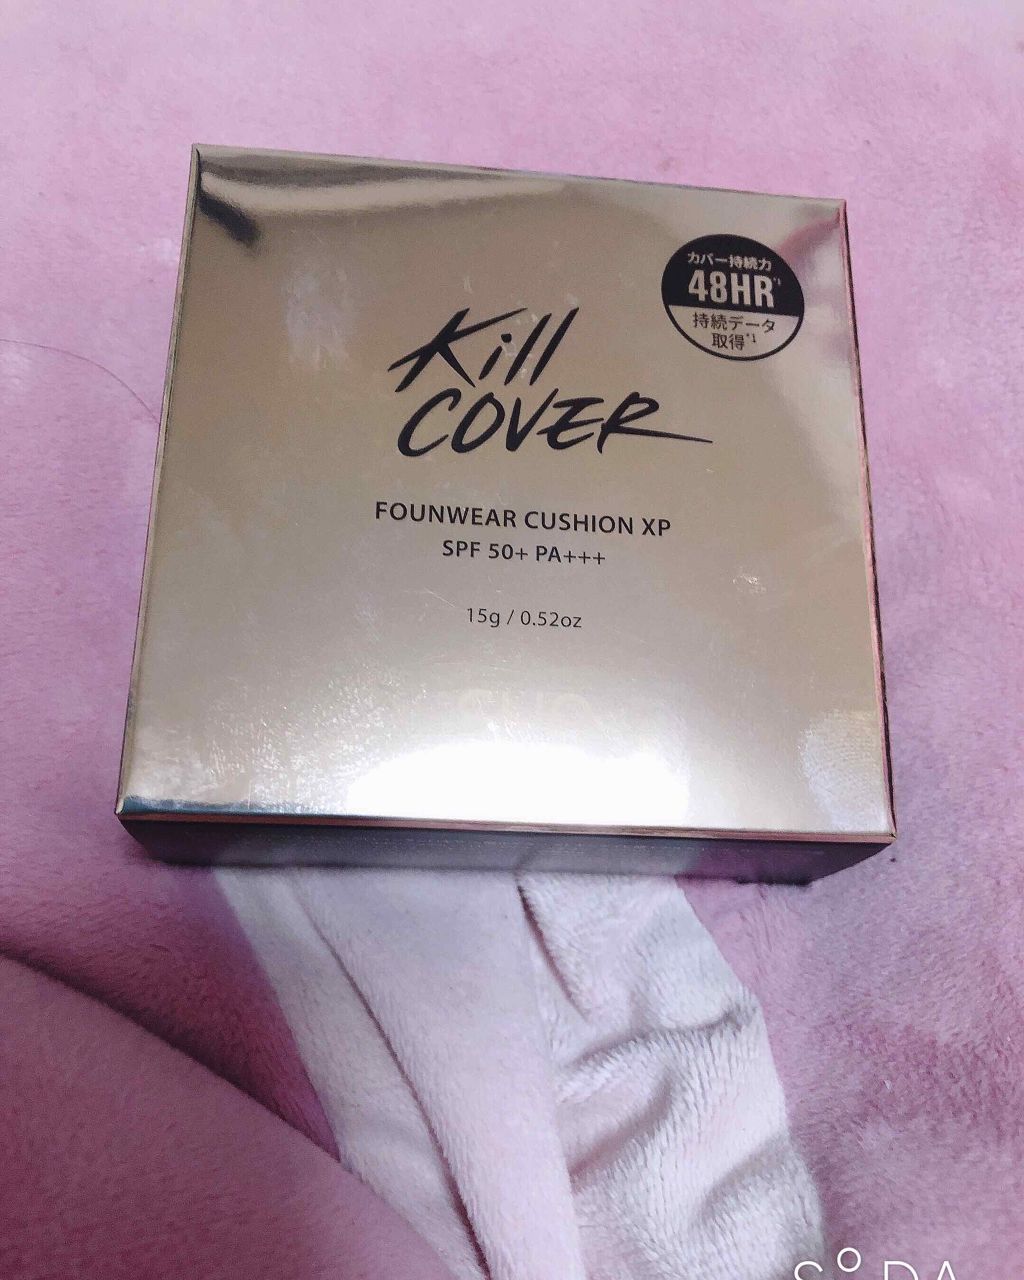 カバー持続力
48HR*1
持続データ
取得*1
Kill
COVER
FOUNWEAR CUSHION XP
SPF 50+ PA+++
15g / 0.52oz
SODA